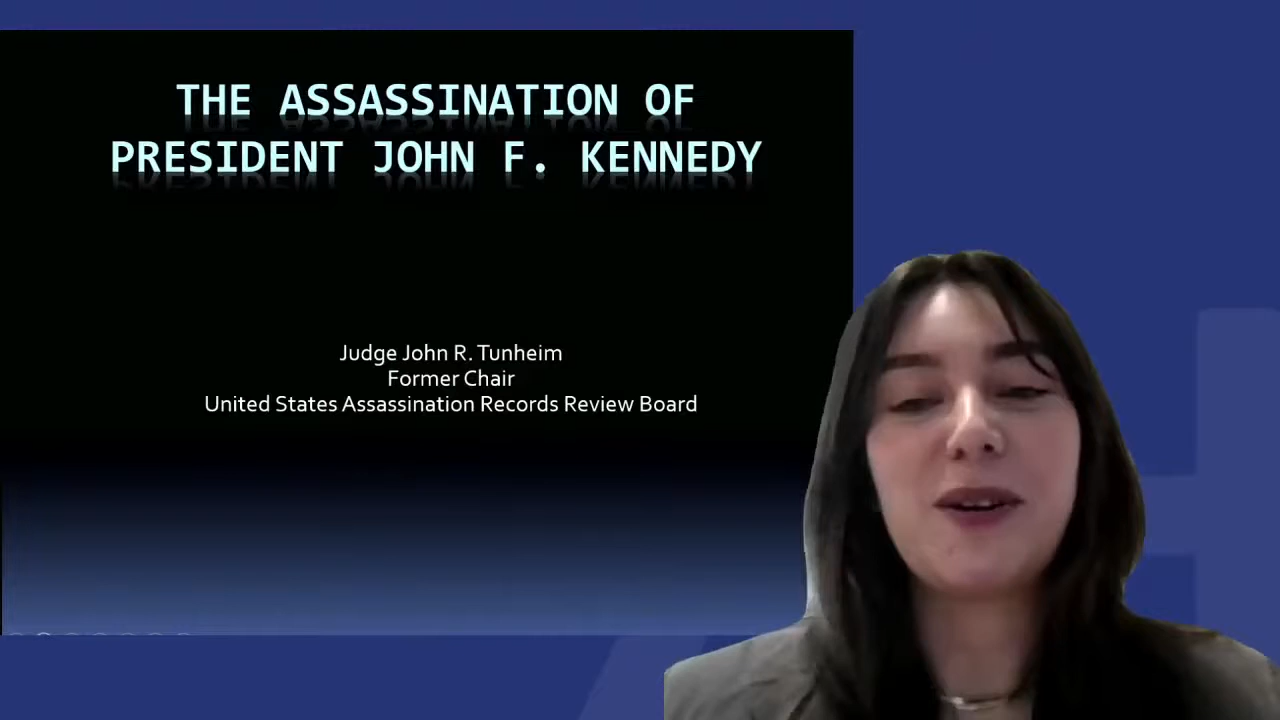 THE ASSASSINATION OF
PRESIDENT JOHN F. KENNEDY
Judge John R. Tunheim
Former Chair
United States Assassination Records Review Board